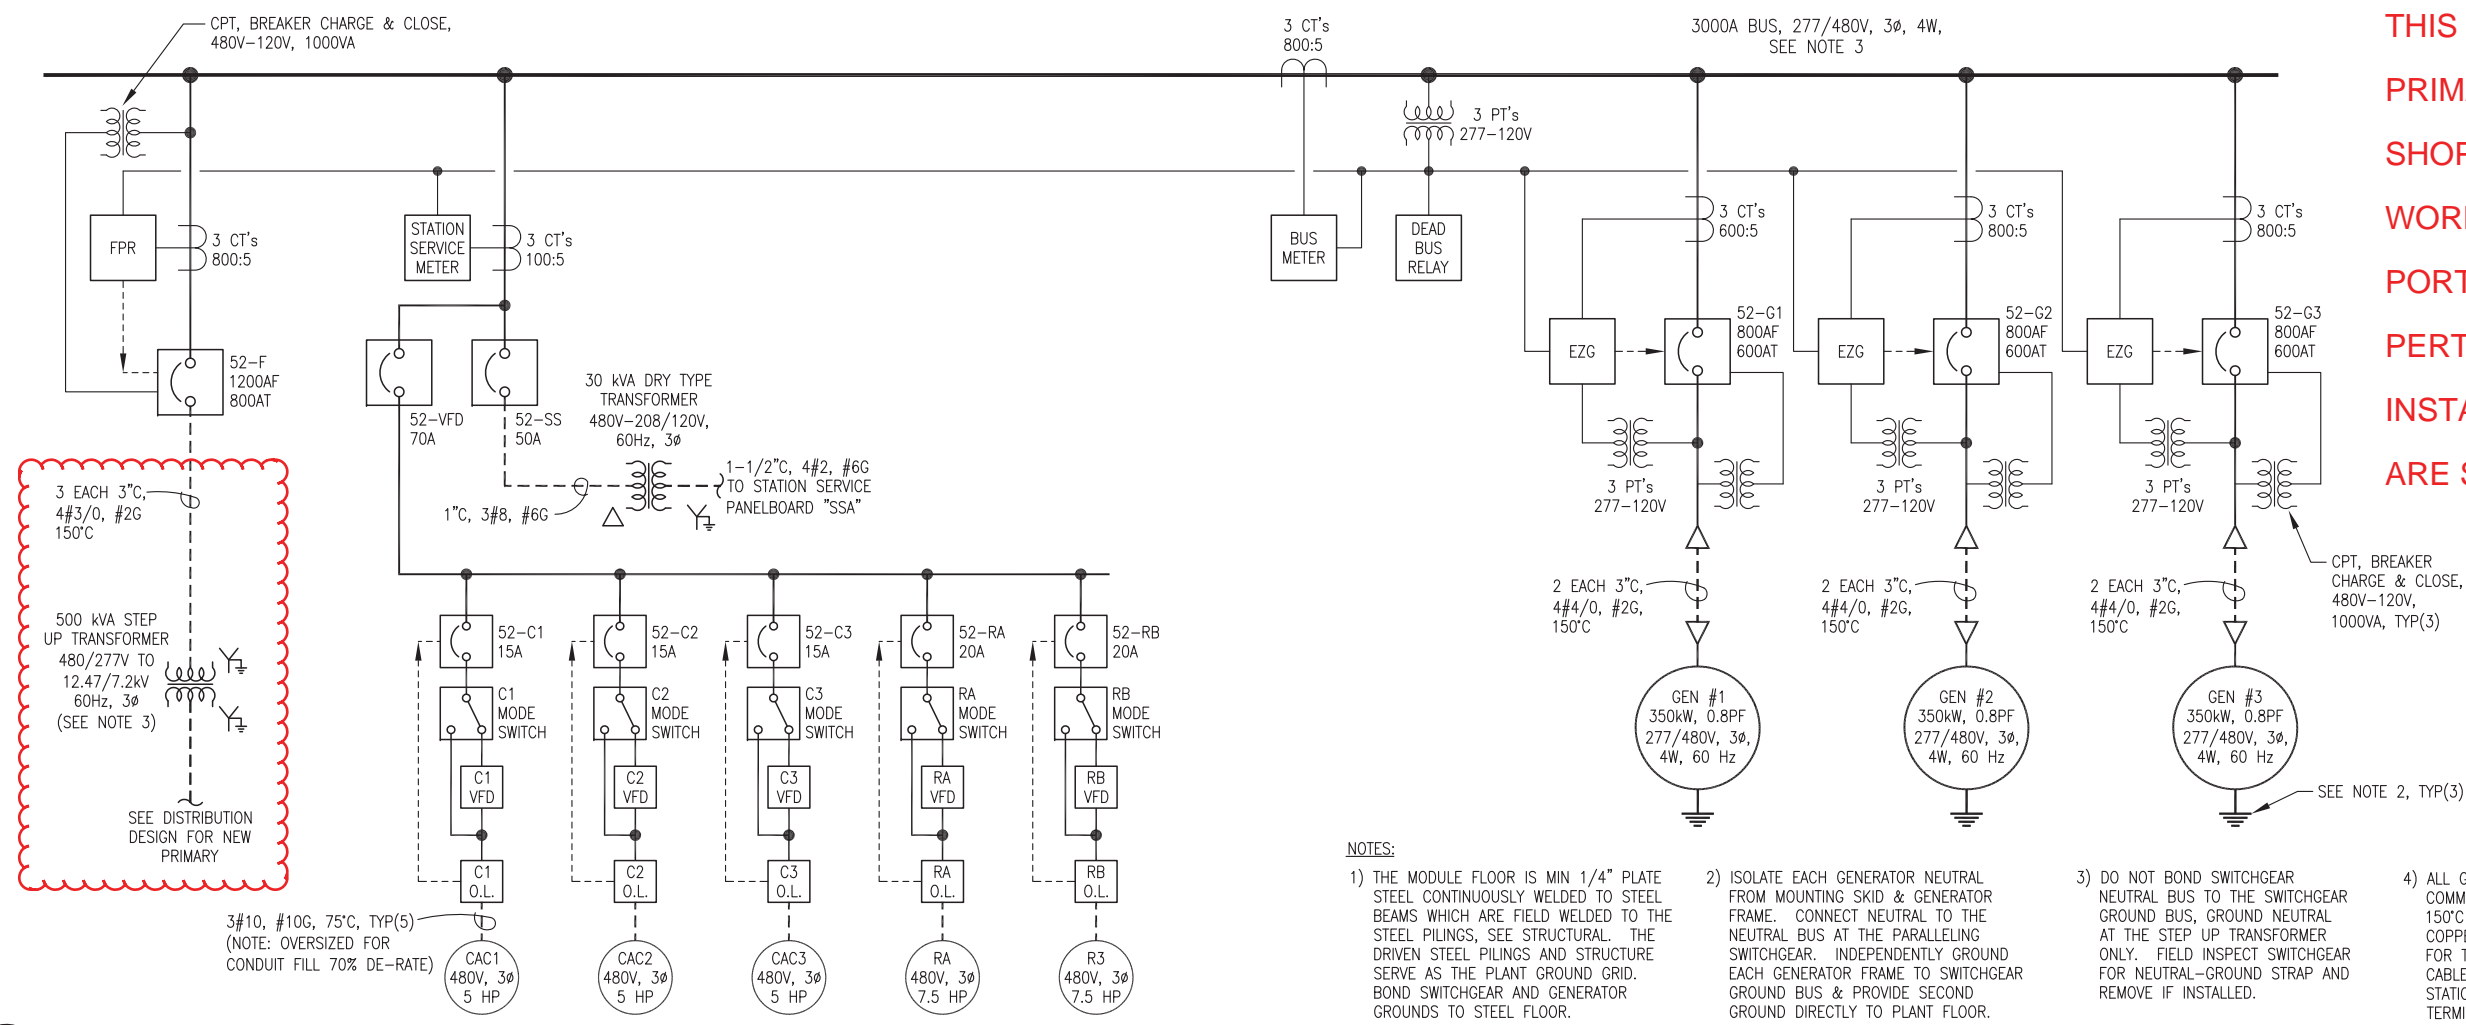 CPT, BREAKER CHARGE & CLOSE,
480V-120V, 1000VA
3 CT's
800:5
3000A BUS, 277/480V, 3ø, 4W,
SEE NOTE 3
3 PT's
277-120V
FPR
3 CT's
800:5
STATION
SERVICE
METER
3 CT's
100:5
BUS
METER
DEAD
BUS
RELAY
3 CT's
600:5
3 CT's
800:5
3 CT's
800:5
52-F
1200AF
800AT
52-VFD
70A
52-SS
50A
30 kVA DRY TYPE
TRANSFORMER
480V-208/120V,
60Hz, 3ø
1"C, 3#8, #6G
1-1/2"C, 4#2, #6G
TO STATION SERVICE
PANELBOARD "SSA"
EZG
52-G1
800AF
600AT
EZG
52-G2
800AF
600AT
EZG
52-G3
800AF
600AT
3 PT's
277-120V
3 PT's
277-120V
3 PT's
277-120V
CPT, BREAKER
CHARGE & CLOSE,
480V-120V,
1000VA, TYP(3)
3 EACH 3"C,
4#3/0, #2G
150°C
500 kVA STEP
UP TRANSFORMER
480/277V TO
12.47/7.2kV
60Hz, 3ø
(SEE NOTE 3)
SEE DISTRIBUTION
DESIGN FOR NEW
PRIMARY
52-C1
15A
52-C2
15A
52-C3
15A
52-RA
20A
52-RB
20A
C1
MODE
SWITCH
C2
MODE
SWITCH
C3
MODE
SWITCH
RA
MODE
SWITCH
RB
MODE
SWITCH
C1
VFD
C2
VFD
C3
VFD
RA
VFD
RB
VFD
C1
O.L.
C2
O.L.
C3
O.L.
RA
O.L.
RB
O.L.
3#10, #10G, 75°C, TYP(5)
(NOTE: OVERSIZED FOR
CONDUIT FILL 70% DE-RATE)
CAC1
480V, 3ø
5 HP
CAC2
480V, 3ø
5 HP
CAC3
480V, 3ø
5 HP
RA
480V, 3ø
7.5 HP
R3
480V, 3ø
7.5 HP
2 EACH 3"C,
4#4/0, #2G,
150°C
2 EACH 3"C,
4#4/0, #2G,
150°C
2 EACH 3"C,
4#4/0, #2G,
150°C
GEN #1
350kW, 0.8PF
277/480V, 3ø,
4W, 60 Hz
GEN #2
350kW, 0.8PF
277/480V, 3ø,
4W, 60 Hz
GEN #3
350kW, 0.8PF
277/480V, 3ø,
4W, 60 Hz
SEE NOTE 2, TYP(3)
NOTES:
1) THE MODULE FLOOR IS MIN 1/4" PLATE
STEEL CONTINUOUSLY WELDED TO STEEL
BEAMS WHICH ARE FIELD WELDED TO THE
STEEL PILINGS, SEE STRUCTURAL. THE
DRIVEN STEEL PILINGS AND STRUCTURE
SERVE AS THE PLANT GROUND GRID.
BOND SWITCHGEAR AND GENERATOR
GROUNDS TO STEEL FLOOR.
2) ISOLATE EACH GENERATOR NEUTRAL
FROM MOUNTING SKID & GENERATOR
FRAME. CONNECT NEUTRAL TO THE
NEUTRAL BUS AT THE PARALLELING
SWITCHGEAR. INDEPENDENTLY GROUND
EACH GENERATOR FRAME TO SWITCHGEAR
GROUND BUS & PROVIDE SECOND
GROUND DIRECTLY TO PLANT FLOOR.
3) DO NOT BOND SWITCHGEAR
NEUTRAL BUS TO THE SWITCHGEAR
GROUND BUS, GROUND NEUTRAL
AT THE STEP UP TRANSFORMER
ONLY. FIELD INSPECT SWITCHGEAR
FOR NEUTRAL-GROUND STRAP AND
REMOVE IF INSTALLED.
4) ALL
150°C
FOR
THIS
ARE